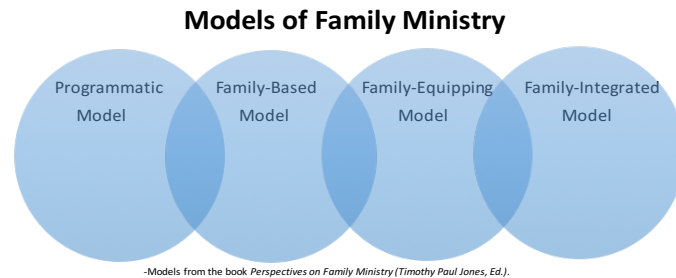 Models of Family Ministry
Programmatic
Model
Family-Based
Model
Family-Equipping
Model
Family-Integrated
Model
-Models from the book Perspectives on Family Ministry (Timothy Paul Jones, Ed.).